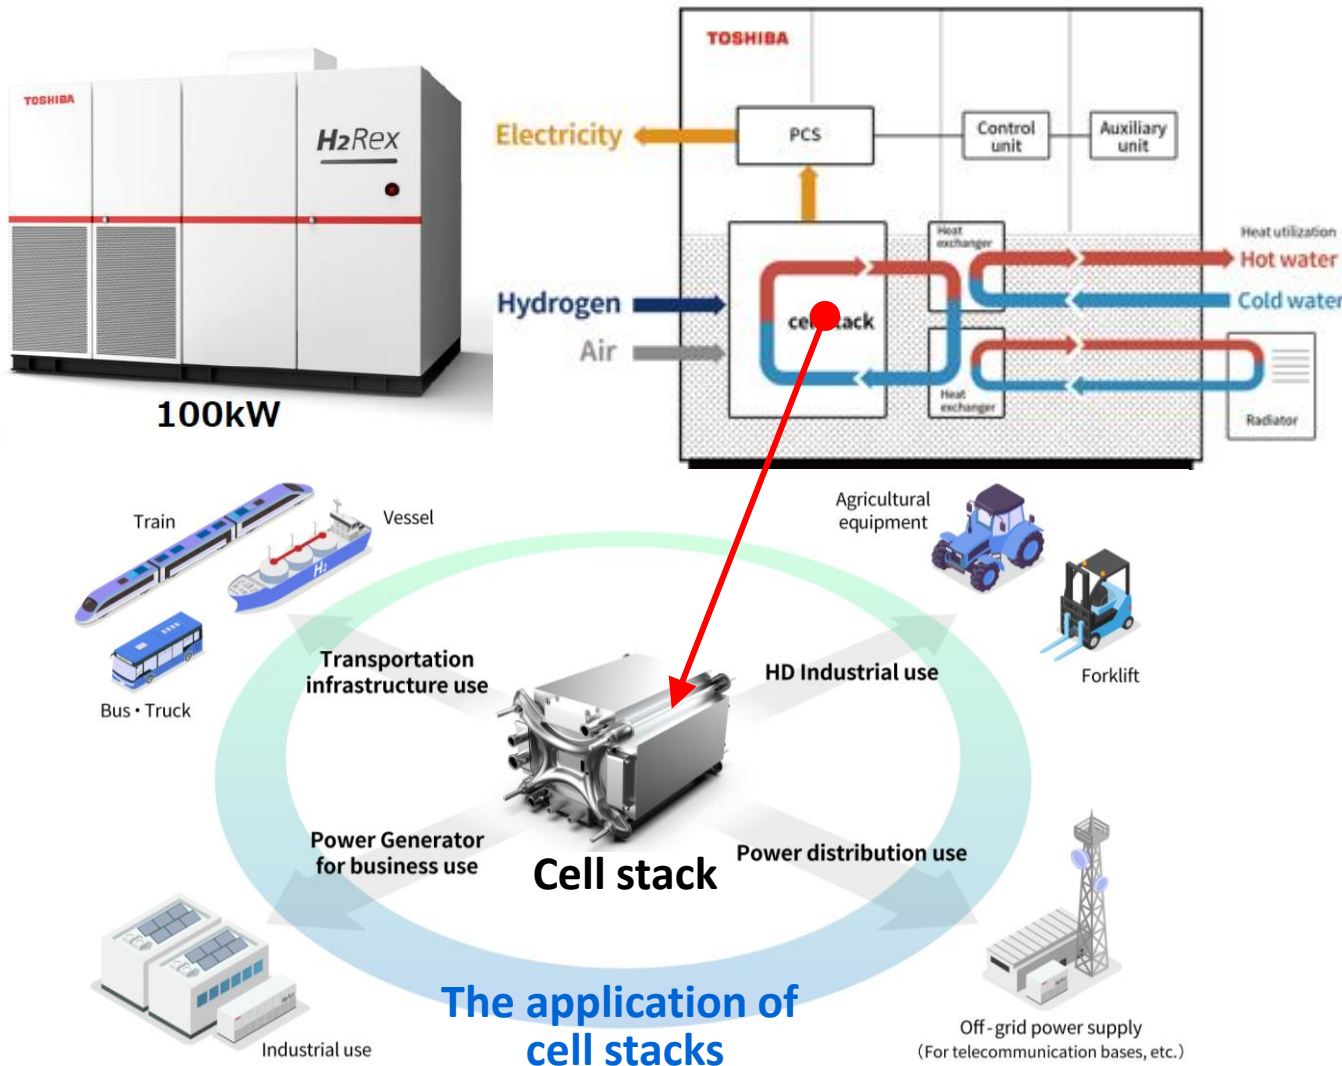 TOSHIBA
H2Rex
100kW
TOSHIBA
Electricity
PCS
Control
unit
Auxiliary
unit
Heat
exchanger
Heat utilization
Hot water
Cold water
Hydrogen
Air
Heat
exchanger
Radiator
Train
Vessel
H2
Bus・Truck
Agricultural
equipment
Forklift
Transportation
infrastructure use
HD Industrial use
Power Generator
for business use
Power distribution use
Cell stack
Industrial use
The application of
cell stacks
Off-grid power supply
(For telecommunication bases, etc.)